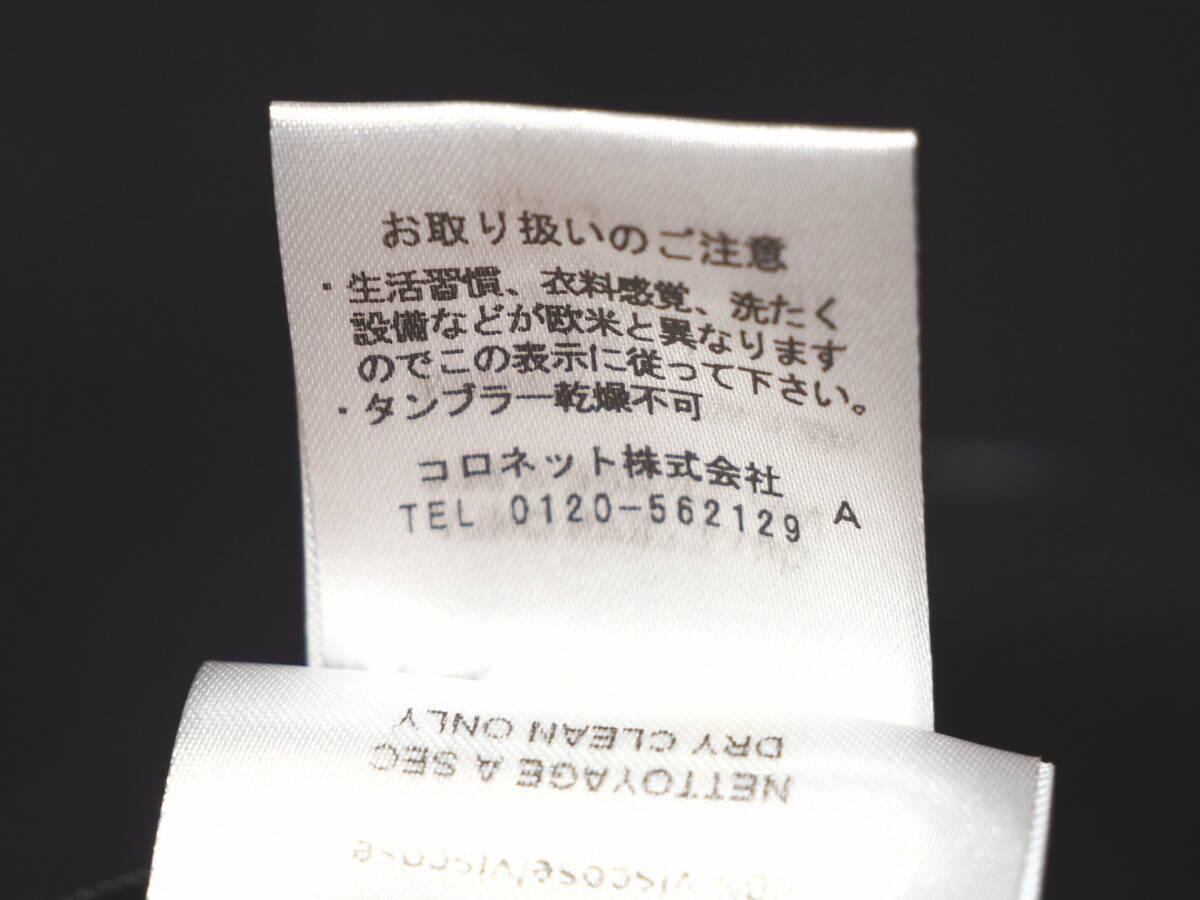 お取り扱いのご注意
・生活習慣、衣料感覚、洗たく
設備などが欧米と異なります
のでこの表示に従って下さい。
・タンブラー乾燥不可
コロネット株式会社
TEL 0120-562129 A
DRY CLEAN ONLY
NETTOYAGE A SEC
viscose/viscose